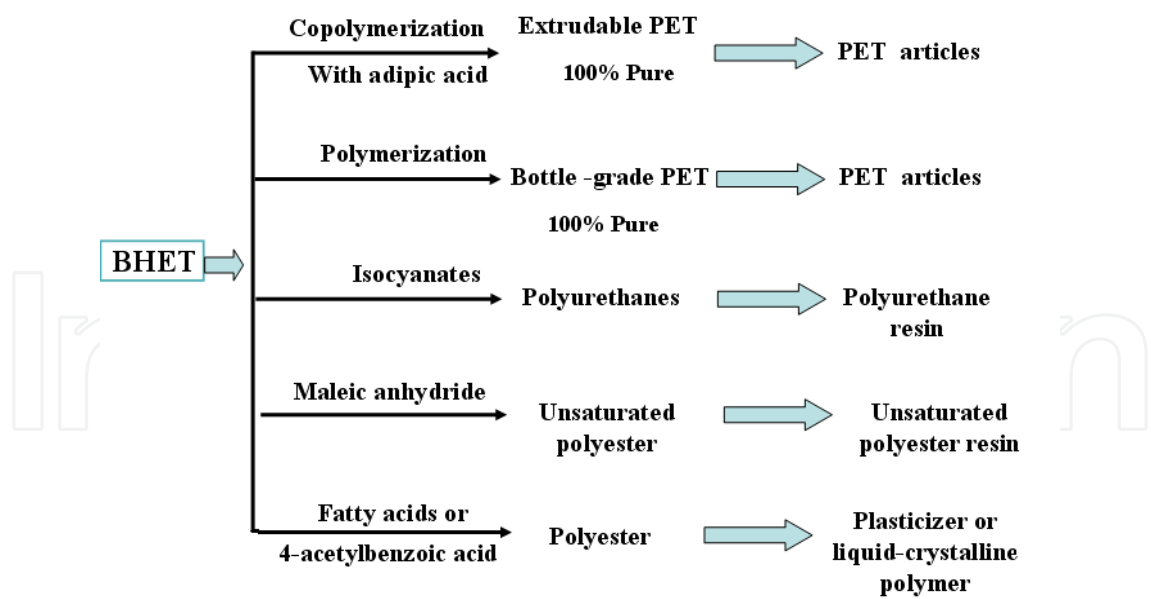 Copolymerization
With adipic acid
Extrudable PET
100% Pure
PET articles
Polymerization
Bottle -grade PET
100% Pure
PET articles
BHET
Isocyanates
Polyurethanes
Polyurethane
resin
Maleic anhydride
Unsaturated
polyester
Unsaturated
polyester resin
Fatty acids or
4-acetylbenzoic acid
Polyester
Plasticizer or
liquid-crystalline
polymer